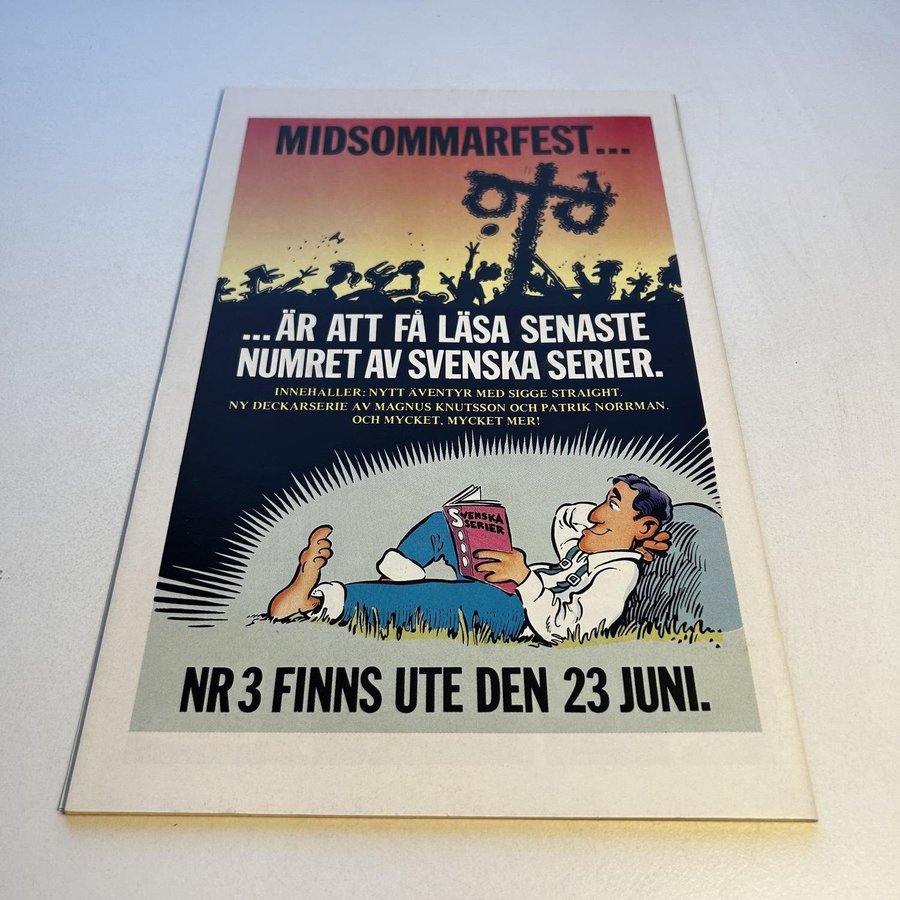 MIDSOMMARFEST...
...ÄR ATT FÅ LÄSA SENASTE
NUMRET AV SVENSKA SERIER.
INNEHALLER: NYTT ÄVENTYR MED SIGGE STRAIGHT.
NY DECKARSERIE AV MAGNUS KNUTSSON OCH PATRIK NORRMAN.
OCH MYCKET, MYCKET MER!
SVENSKA
SERIER
NR 3 FINNS UTE DEN 23 JUNI.